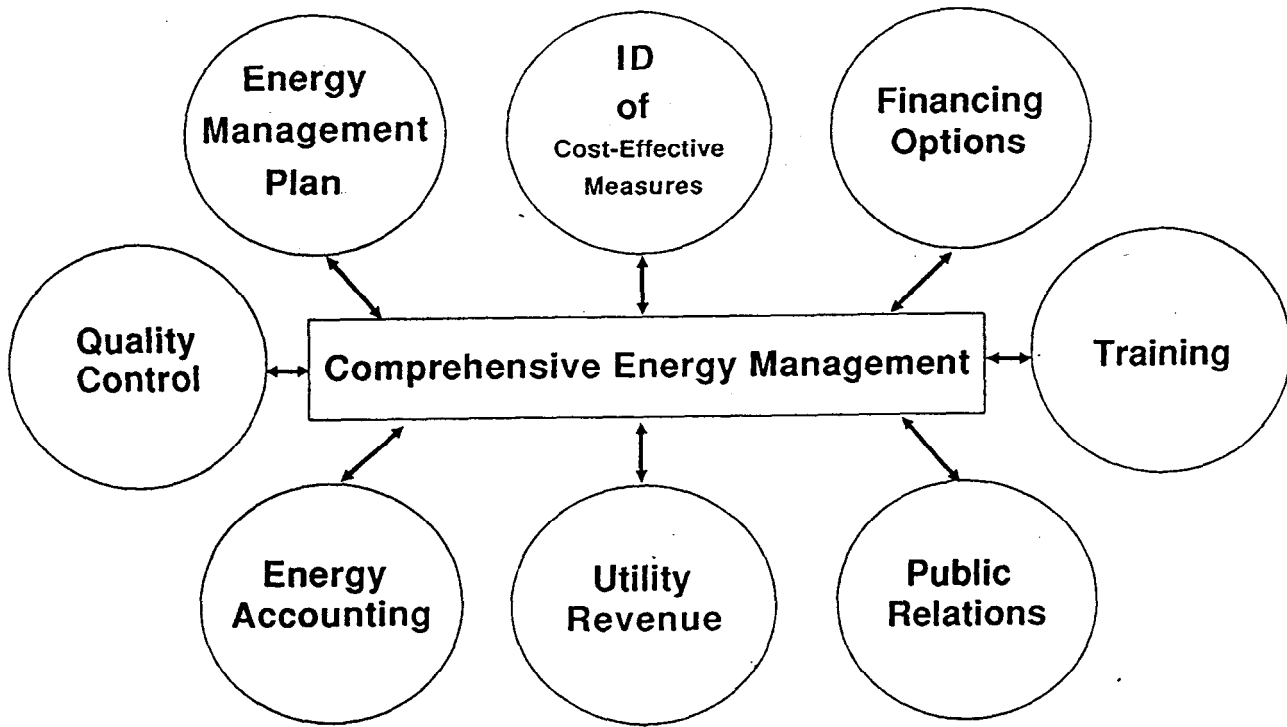 Energy
Management
Plan
ID
of
Cost-Effective
Measures
Financing
Options
Quality
Control
Comprehensive Energy Management
Training
Energy
Accounting
Utility
Revenue
Public
Relations